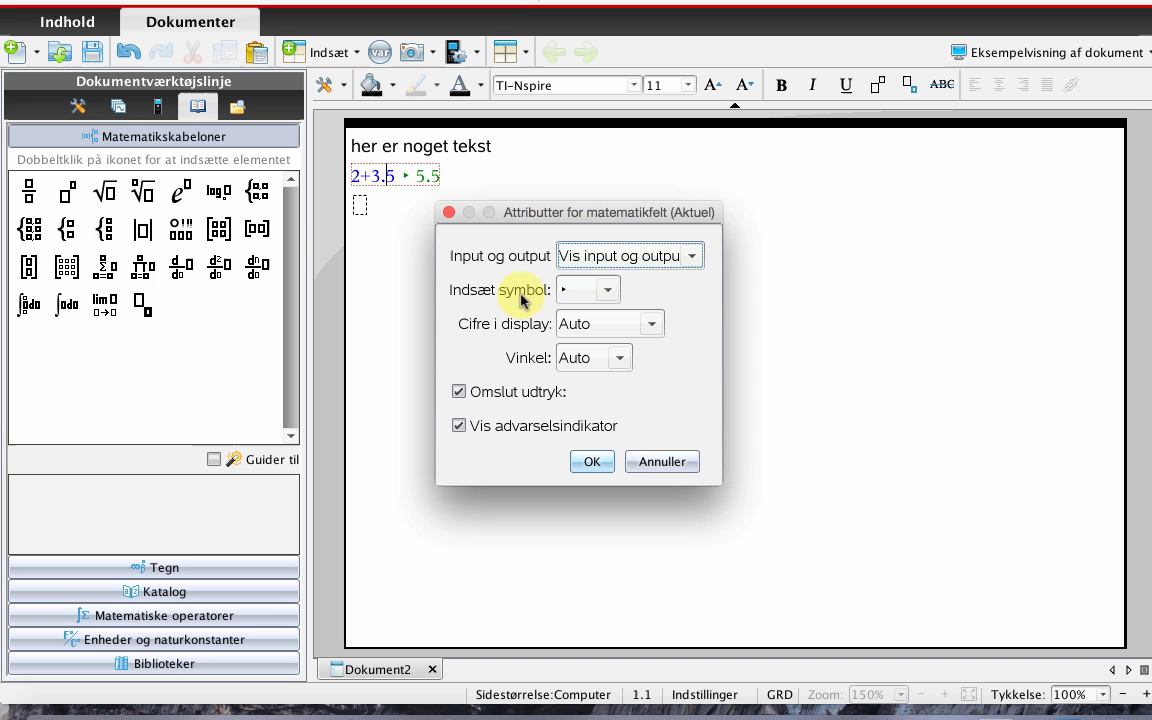 Indhold
Dokumenter
Indsæt
var
Eksempelvisning af dokument
Dokumentværktøjslinje
TI-Nspire
11
A
A
A
B
I
U
ABC
Matematikskabeloner
Dobbeltklik på ikonet for at indsætte elementet
her er noget tekst
2+3.5 ▸ 5.5
Attributter for matematikfelt (Aktuel)
Input og output
Vis input og outpu
Indsæt symbol:
▸
Cifre i display:
Auto
Vinkel:
Auto
Omslut udtryk:
Vis advarselsindikator
OK
Annuller
Guider til
Tegn
Katalog
Matematiske operatorer
Enheder og naturkonstanter
Biblioteker
Dokument2
Sidestørrelse:Computer
1.1
Indstillinger
GRD
Zoom:
150%
Tykkelse:
100%